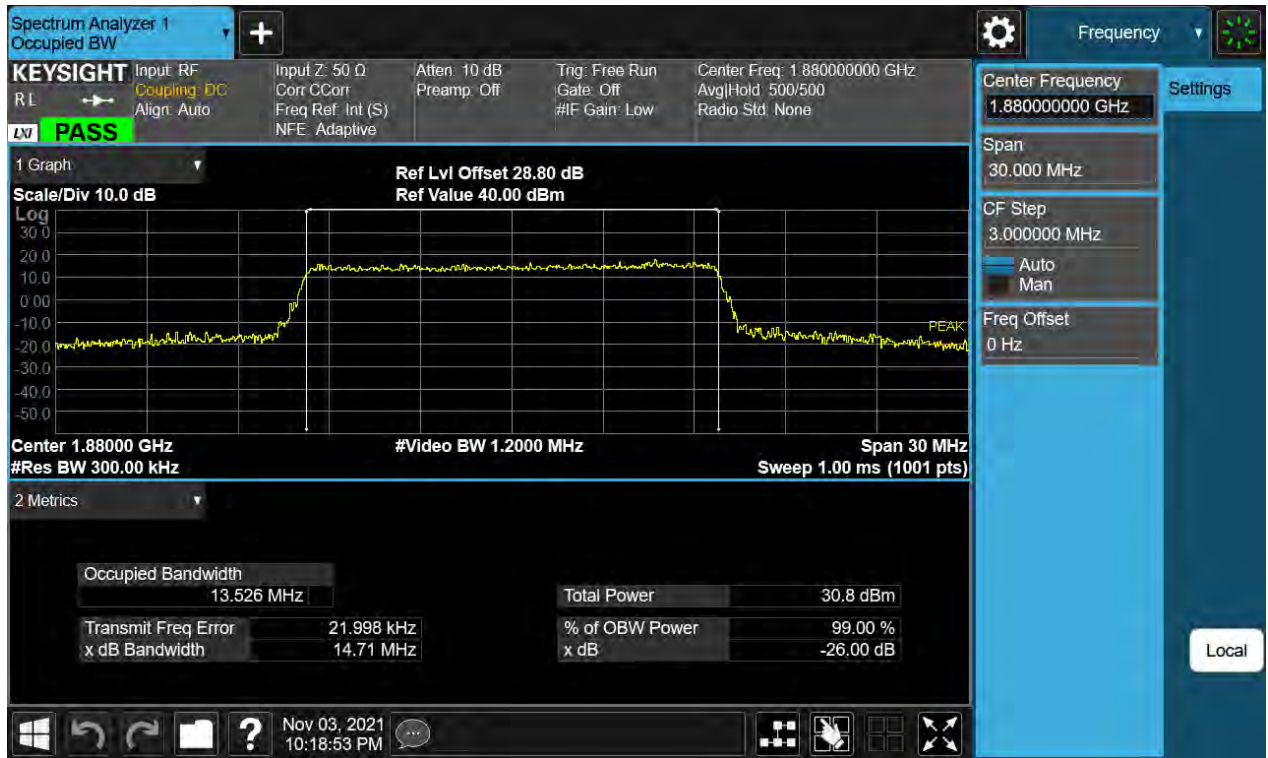 Spectrum Analyzer 1
Occupied BW
+
Frequency
KEYSIGHT
RL
LXI
PASS
Input: RF
Coupling: DC
Align: Auto
Input Z: 50 Ω
Corr CCorr
Freq Ref: Int (S)
NFE: Adaptive
Atten: 10 dB
Preamp: Off
Trig: Free Run
Gate: Off
#IF Gain: Low
Center Freq: 1.880000000 GHz
Avg|Hold: 500/500
Radio Std: None
Center Frequency
1.880000000 GHz
Span
30.000 MHz
CF Step
3.000000 MHz
Auto
Man
Freq Offset
0 Hz
Settings
Local
1 Graph
Scale/Div 10.0 dB
Ref Lvl Offset 28.80 dB
Ref Value 40.00 dBm
Log
30.0
20.0
10.0
0.00
-10.0
-20.0
-30.0
-40.0
-50.0
PEAK
Center 1.88000 GHz
#Video BW 1.2000 MHz
Span 30 MHz
#Res BW 300.00 kHz
Sweep 1.00 ms (1001 pts)
2 Metrics
Occupied Bandwidth
13.526 MHz
Transmit Freq Error 21.998 kHz
x dB Bandwidth 14.71 MHz
Total Power 30.8 dBm
% of OBW Power 99.00 %
x dB -26.00 dB
?
Nov 03, 2021
10:18:53 PM